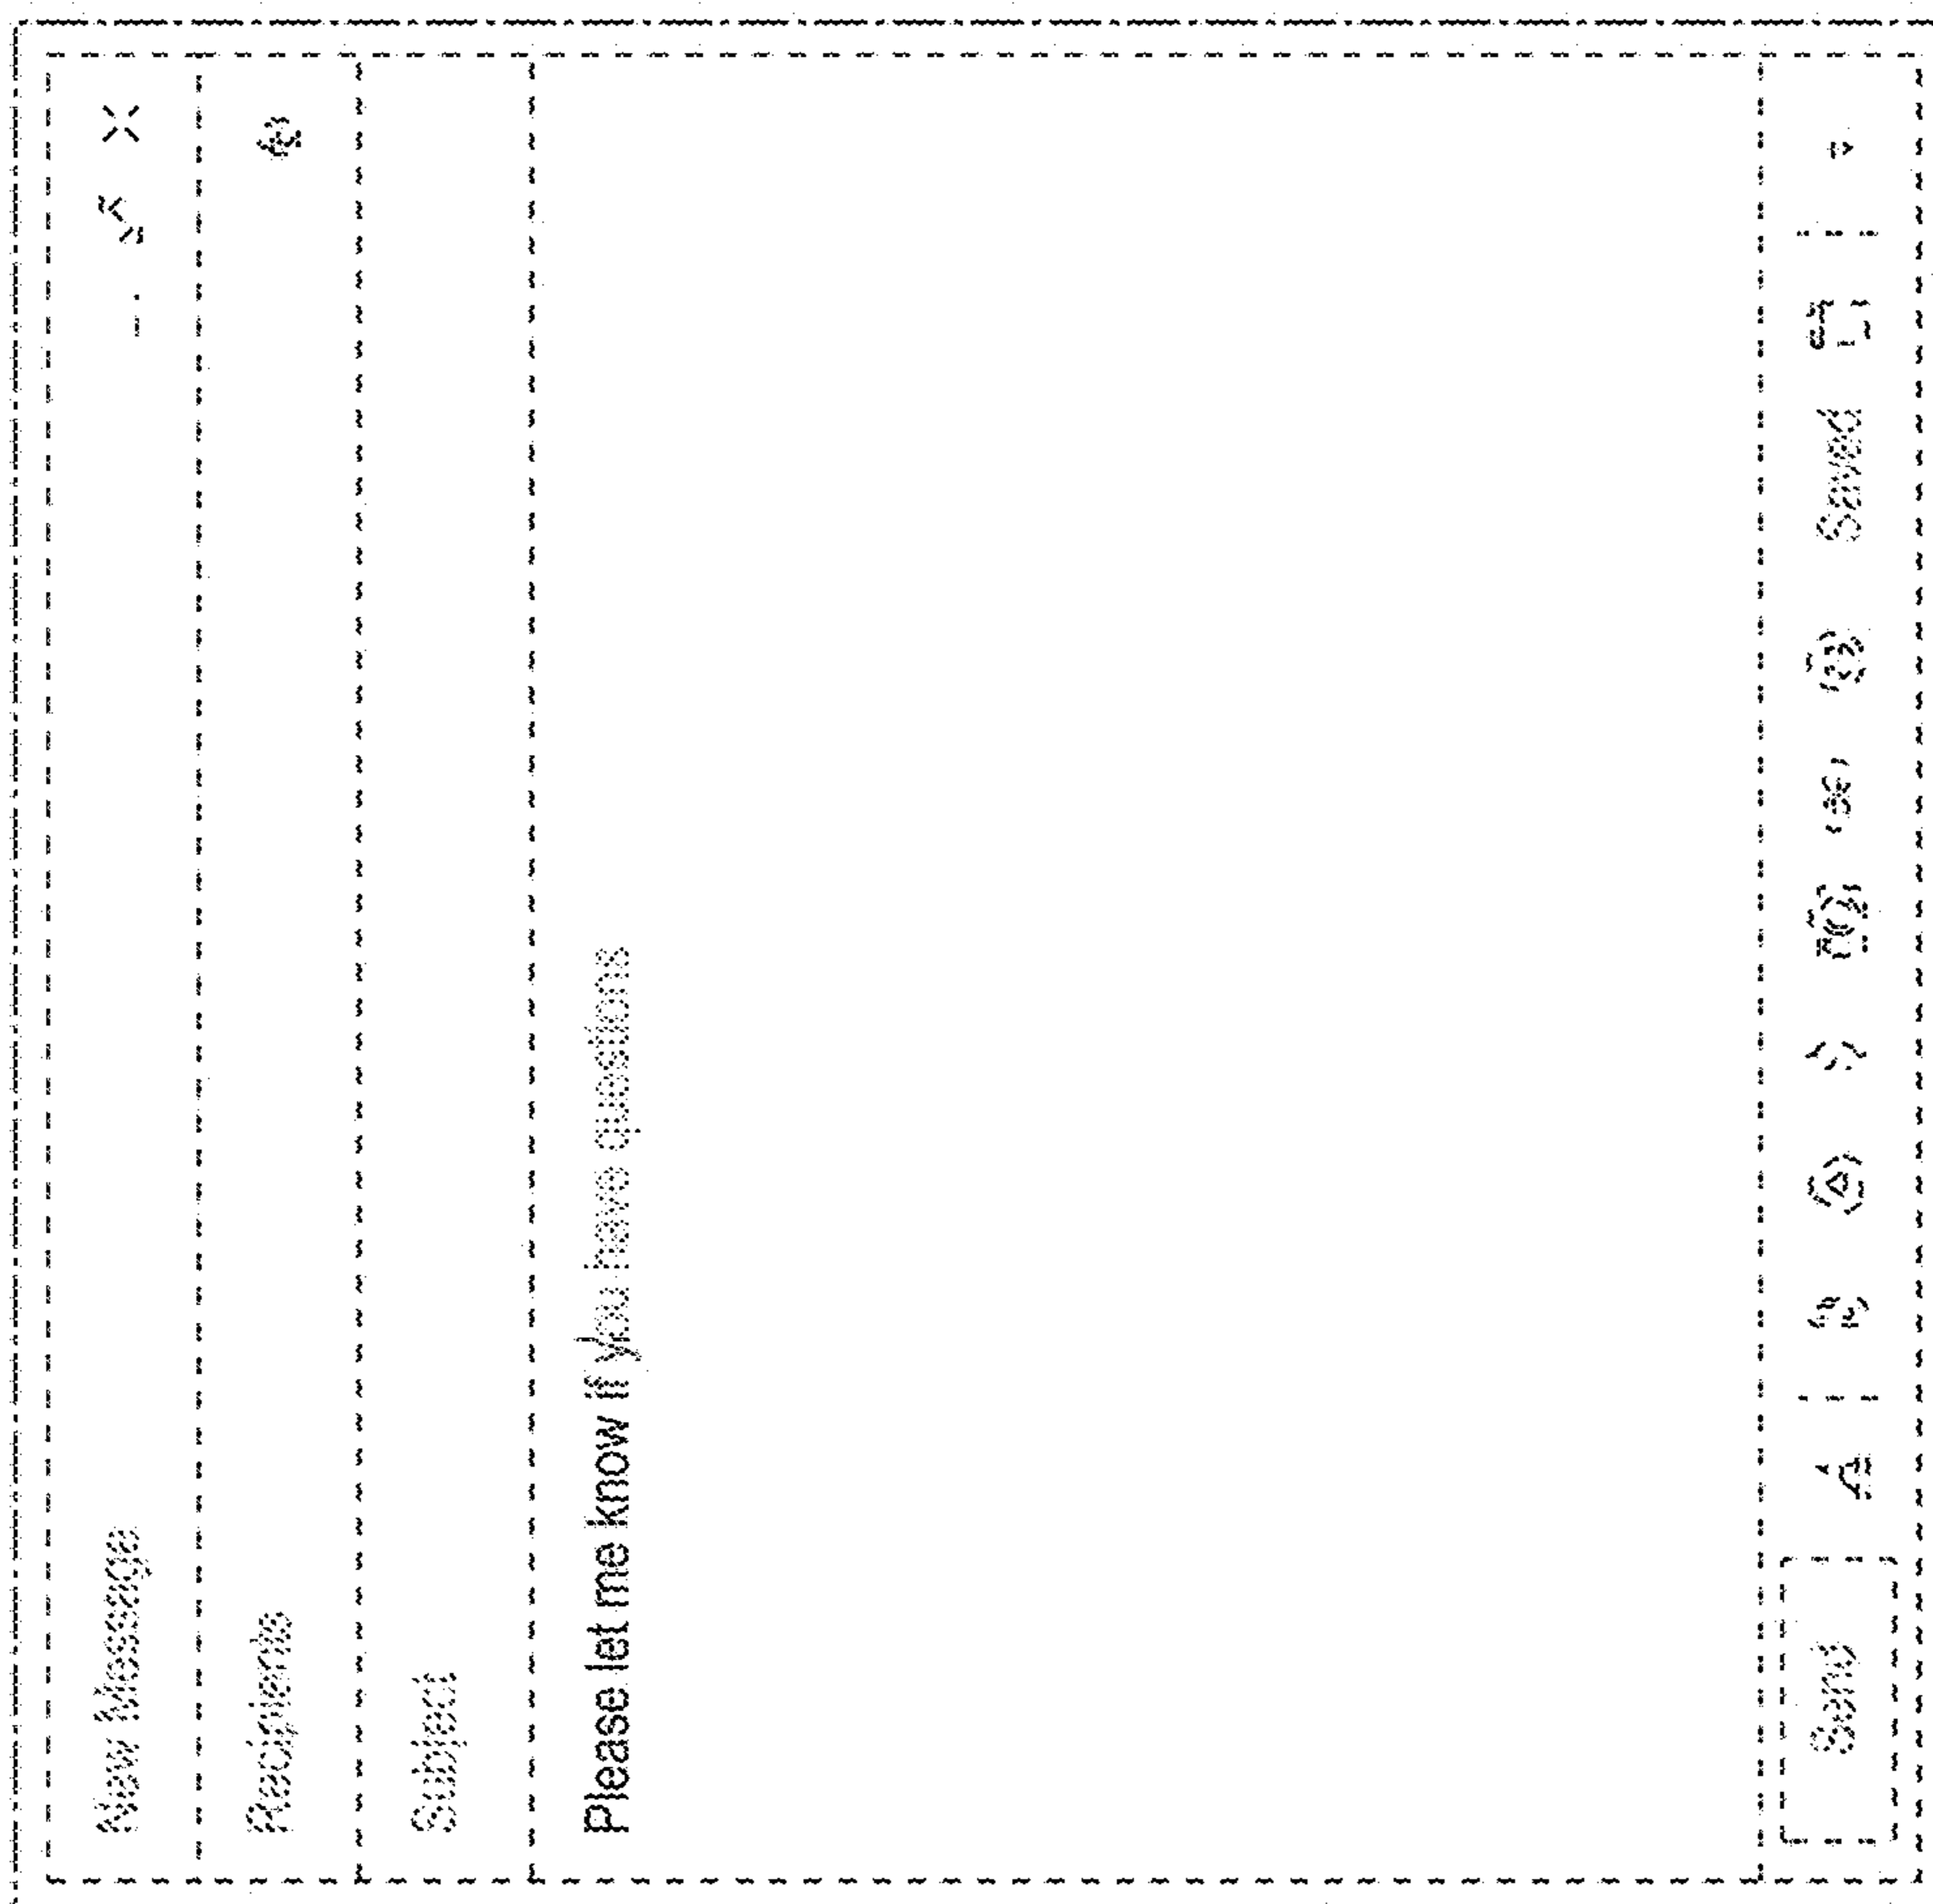 New Message
Recipients
Subject
Please let me know if you have questions
Send
Saved